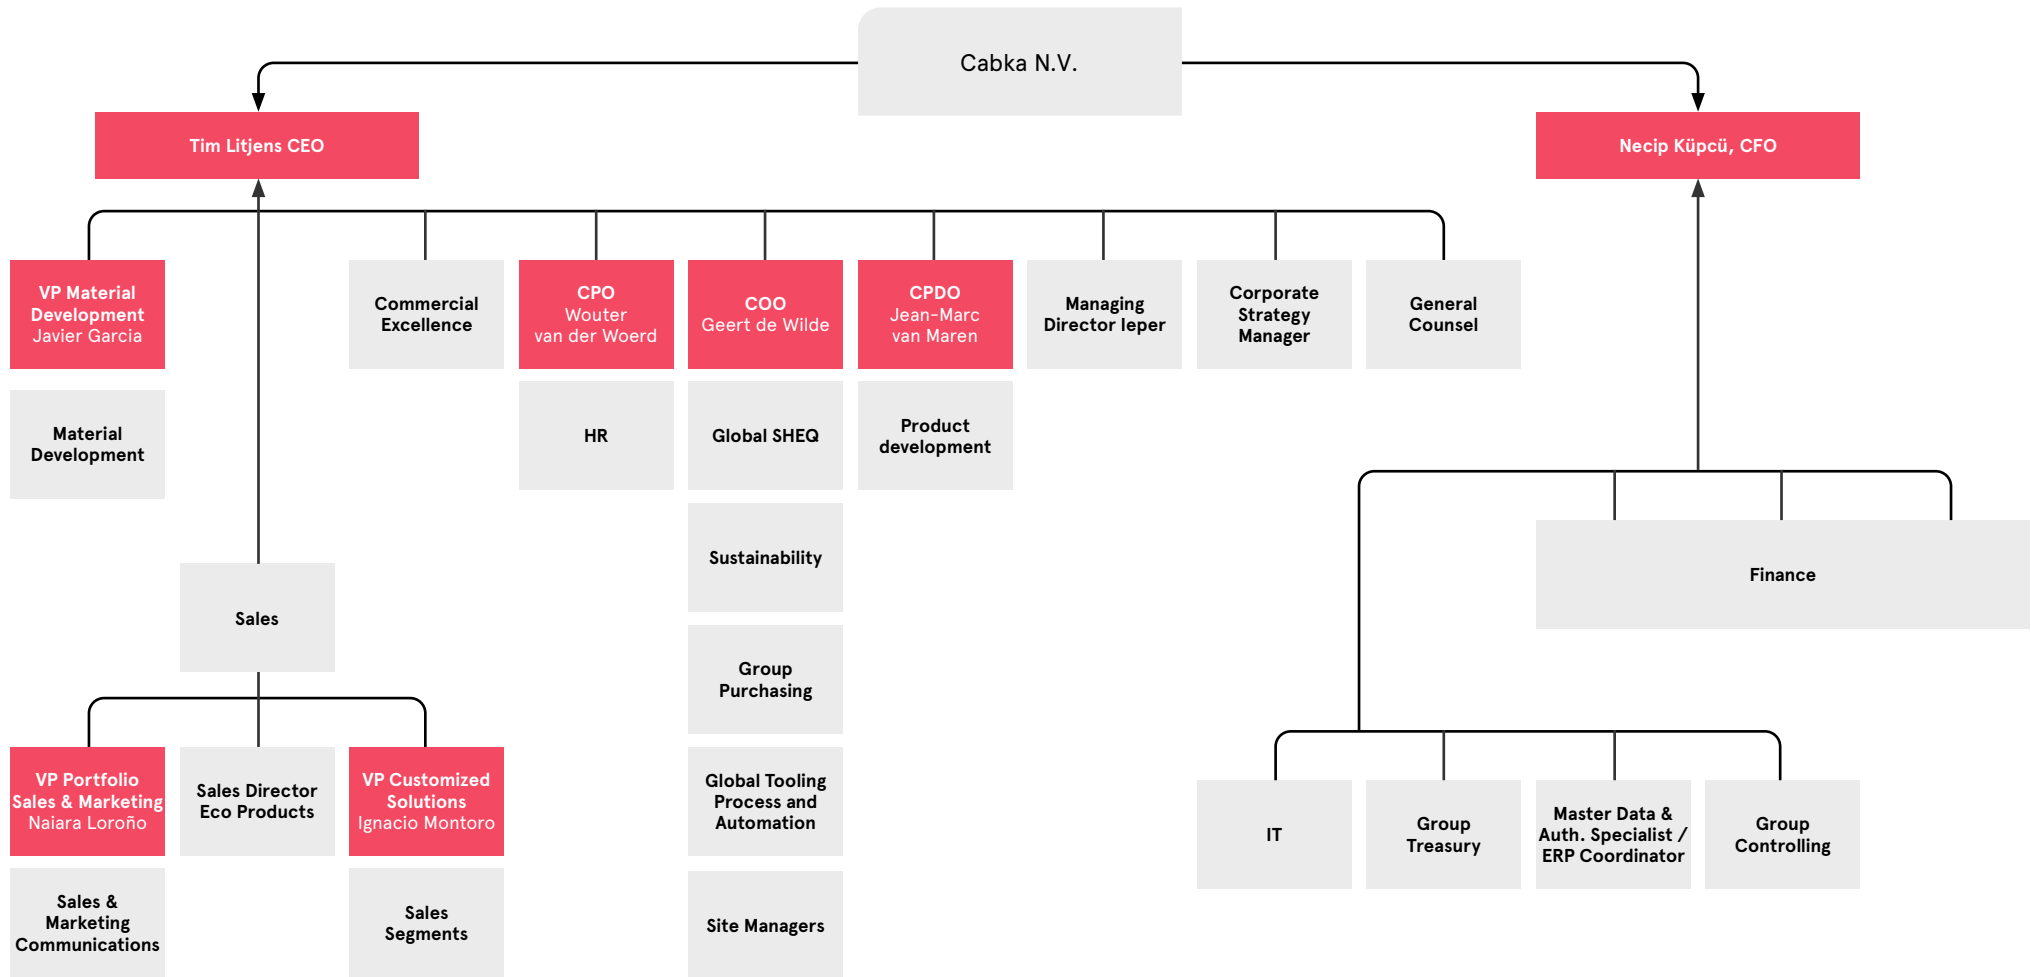 Cabka N.V.
Tim Litjens CEO
Necip Küpcü, CFO
VP Material
Development
Javier Garcia
Commercial
Excellence
CPO
Wouter
van der Woerd
COO
Geert de Wilde
CPDO
Jean-Marc
van Maren
Managing
Director Ieper
Corporate
Strategy
Manager
General
Counsel
Material
Development
HR
Global SHEQ
Product
development
Sustainability
Finance
Sales
Group
Purchasing
VP Portfolio
Sales & Marketing
Naiara Loroño
Sales Director
Eco Products
VP Customized
Solutions
Ignacio Montoro
Global Tooling
Process and
Automation
IT
Group
Treasury
Master Data &
Auth. Specialist /
ERP Coordinator
Group
Controlling
Sales &
Marketing
Communications
Sales
Segments
Site Managers